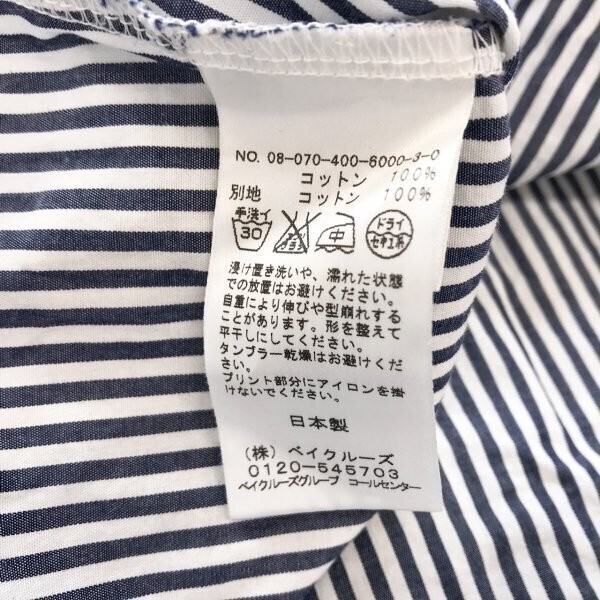 NO. 08-070-400-6000-3-0
コットン 100%
別地 コットン 100%
手洗イ 30 エンソサラシ 中 ドライ セキユ系
浸け置き洗いや、濡れた状態
での放置はお避けください。
自重により伸びや型崩れする
ことがあります。形を整えて
平干しにしてください。
タンブラー乾燥はお避けくだ
さい。
プリント部分にアイロンを掛
けないでください。
日本製
(株) ベイクルーズ
0120-545703
ベイクルーズグループ コールセンター